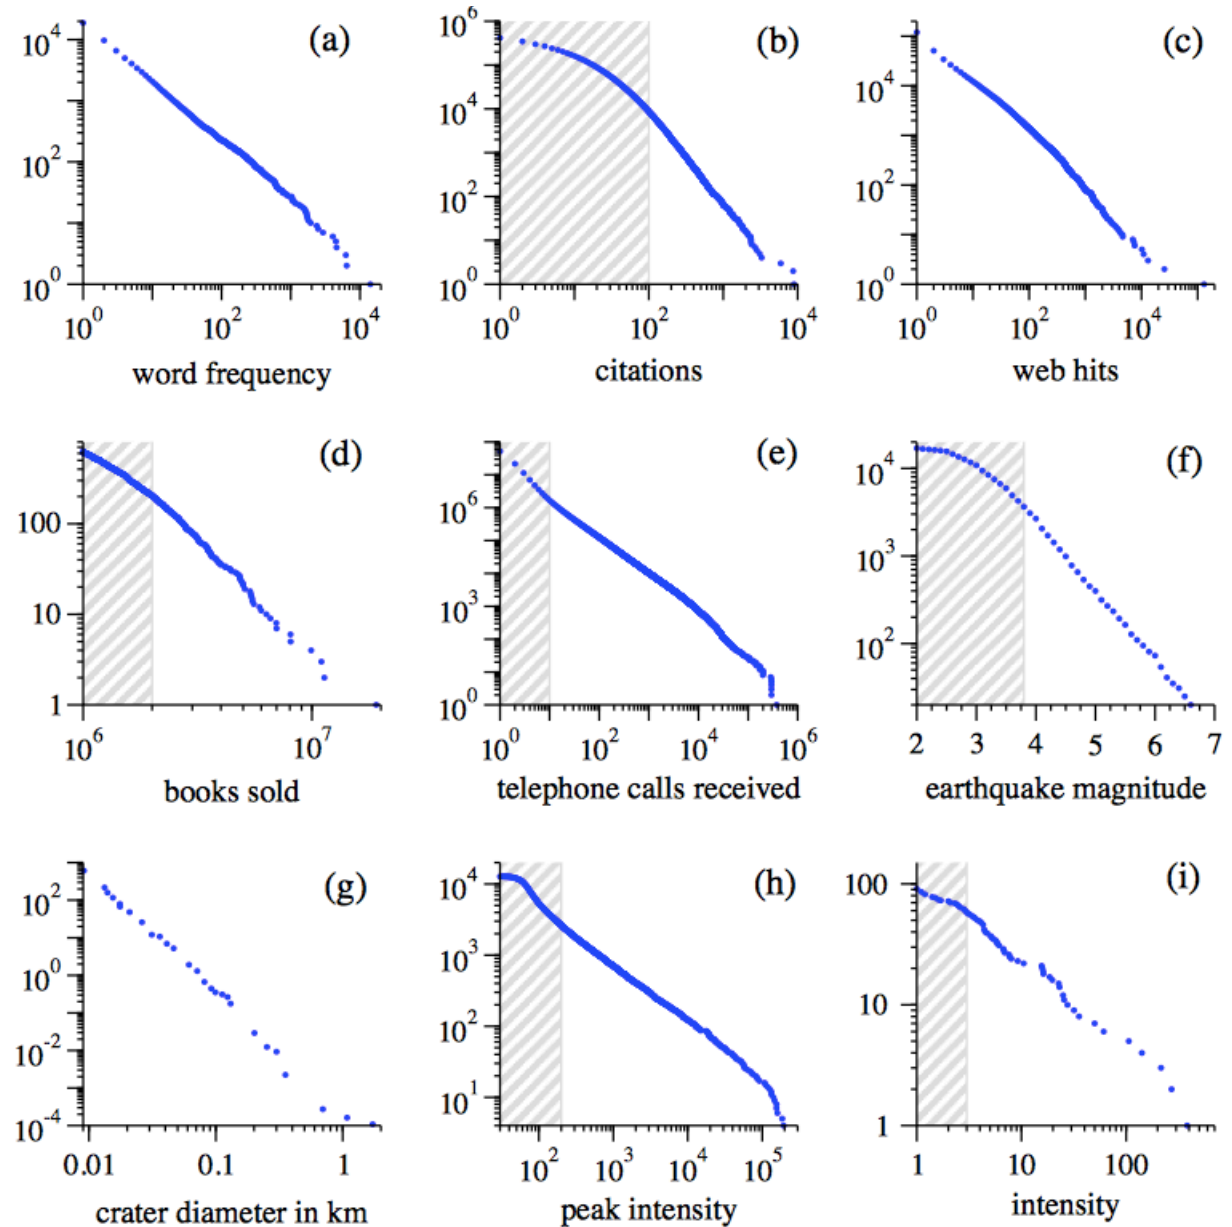 (a)
10^4
10^2
10^0
10^0 10^2 10^4
word frequency
(b)
10^6
10^4
10^2
10^0
10^0 10^2 10^4
citations
(c)
10^4
10^2
10^0
10^0 10^2 10^4
web hits
(d)
100
10
1
10^6 10^7
books sold
(e)
10^6
10^3
10^0
10^0 10^2 10^4 10^6
telephone calls received
(f)
10^4
10^3
10^2
2 3 4 5 6 7
earthquake magnitude
(g)
10^2
10^0
10^-2
10^-4
0.01 0.1 1
crater diameter in km
(h)
10^4
10^3
10^2
10^1
10^2 10^3 10^4 10^5
peak intensity
(i)
100
10
1
1 10 100
intensity